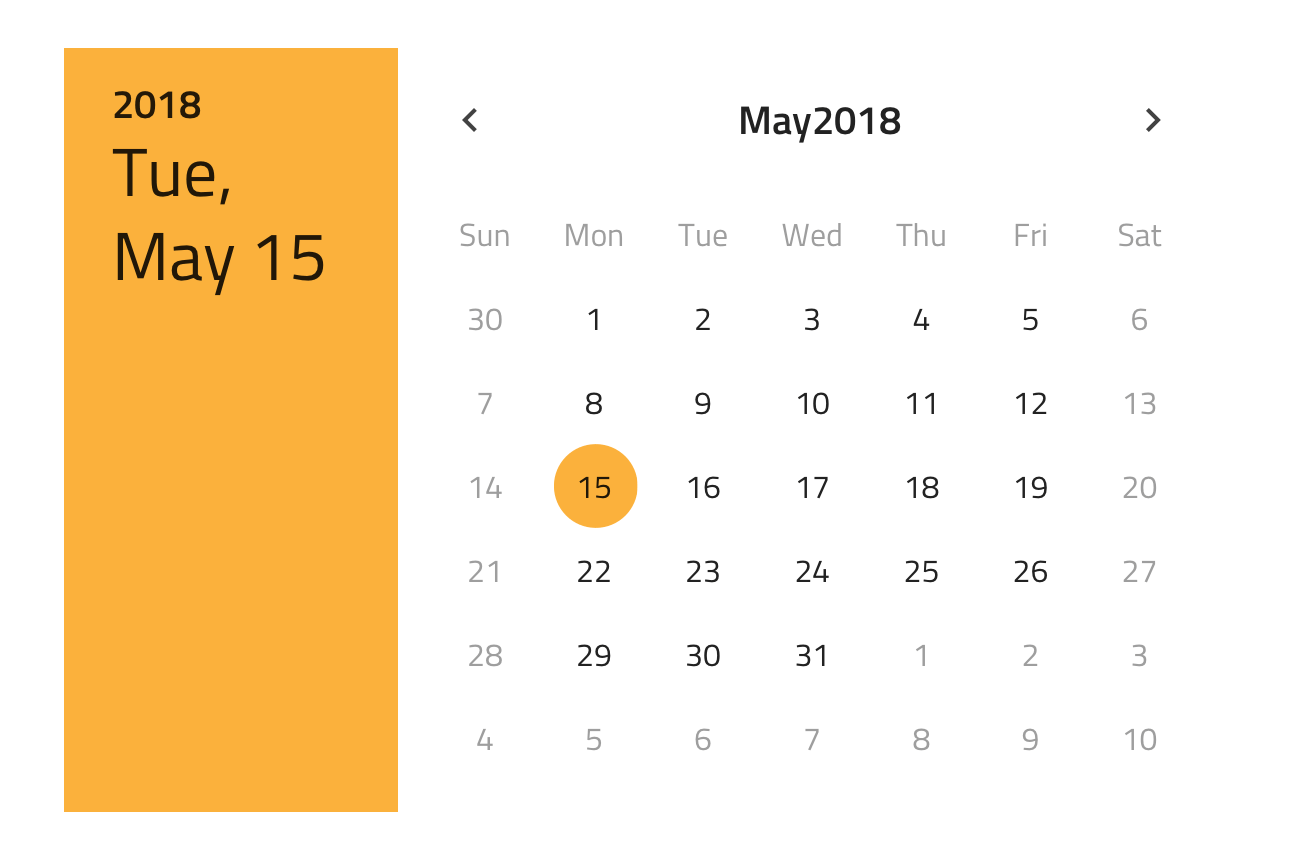 2018
Tue,
May 15
May2018
Sun Mon Tue Wed Thu Fri Sat
30 1 2 3 4 5 6
7 8 9 10 11 12 13
14 15 16 17 18 19 20
21 22 23 24 25 26 27
28 29 30 31 1 2 3
4 5 6 7 8 9 10